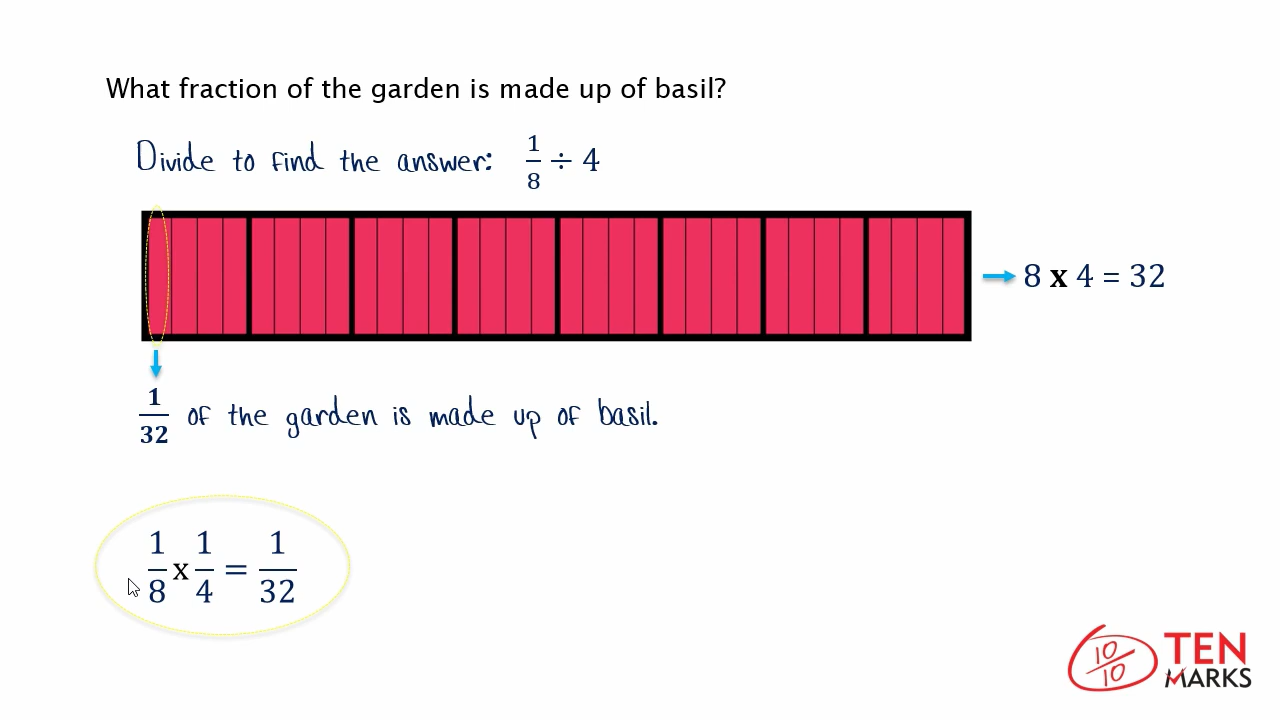 What fraction of the garden is made up of basil?
Divide to find the answer: 1/8 ÷ 4
8 x 4 = 32
1/32 of the garden is made up of basil.
1/8 x 1/4 = 1/32
10/10 TEN
MARKS